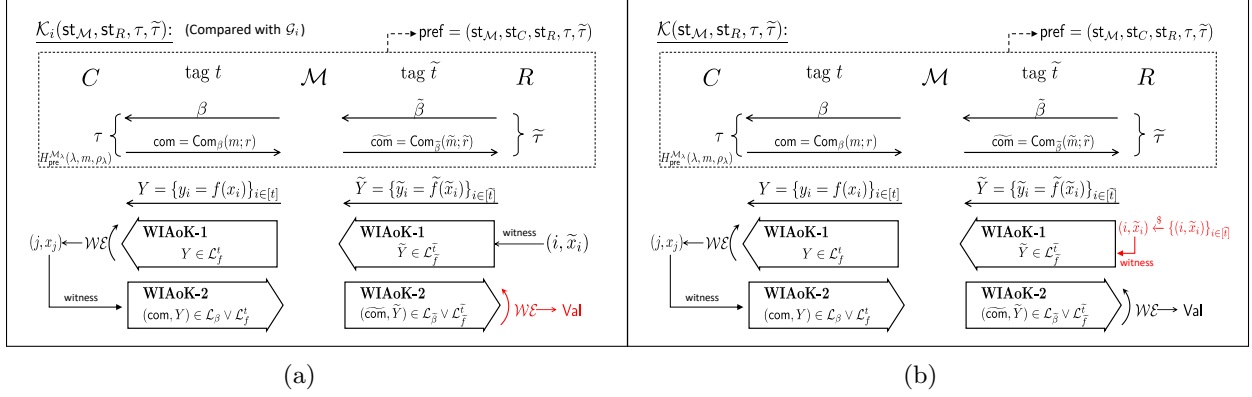 𝒦_i(st_ℳ, st_R, τ, τ̃): (Compared with 𝒢_i)
pref = (st_ℳ, st_C, st_R, τ, τ̃)
C tag t ℳ tag t̃ R
β β̃
τ com = Com_β(m; r) c͠om = Com_β̃(m̃; r̃) τ̃
H_pre^{ℳ_λ}(λ, m, ρ_λ)
Y = {y_i = f(x_i)}_{i∈[t]} Ỹ = {ỹ_i = f̃(x̃_i)}_{i∈[t̃]}
WIAoK-1 WIAoK-1 witness
(j, x_j) 𝒲ℰ Y ∈ ℒ_f^t Ỹ ∈ ℒ_f̃^t̃ (i, x̃_i)
witness WIAoK-2 WIAoK-2
(com, Y) ∈ ℒ_β ∨ ℒ_f^t (c͠om, Ỹ) ∈ ℒ_β̃ ∨ ℒ_f̃^t̃ 𝒲ℰ Val
(a)
𝒦(st_ℳ, st_R, τ, τ̃):
pref = (st_ℳ, st_C, st_R, τ, τ̃)
C tag t ℳ tag t̃ R
β β̃
τ com = Com_β(m; r) c͠om = Com_β̃(m̃; r̃) τ̃
H_pre^{ℳ_λ}(λ, m, ρ_λ)
Y = {y_i = f(x_i)}_{i∈[t]} Ỹ = {ỹ_i = f̃(x̃_i)}_{i∈[t̃]}
WIAoK-1 WIAoK-1 (i, x̃_i) ←$ {(i, x̃_i)}_{i∈[t̃]}
(j, x_j) 𝒲ℰ Y ∈ ℒ_f^t Ỹ ∈ ℒ_f̃^t̃ witness
witness WIAoK-2 WIAoK-2
(com, Y) ∈ ℒ_β ∨ ℒ_f^t (c͠om, Ỹ) ∈ ℒ_β̃ ∨ ℒ_f̃^t̃ 𝒲ℰ Val
(b)